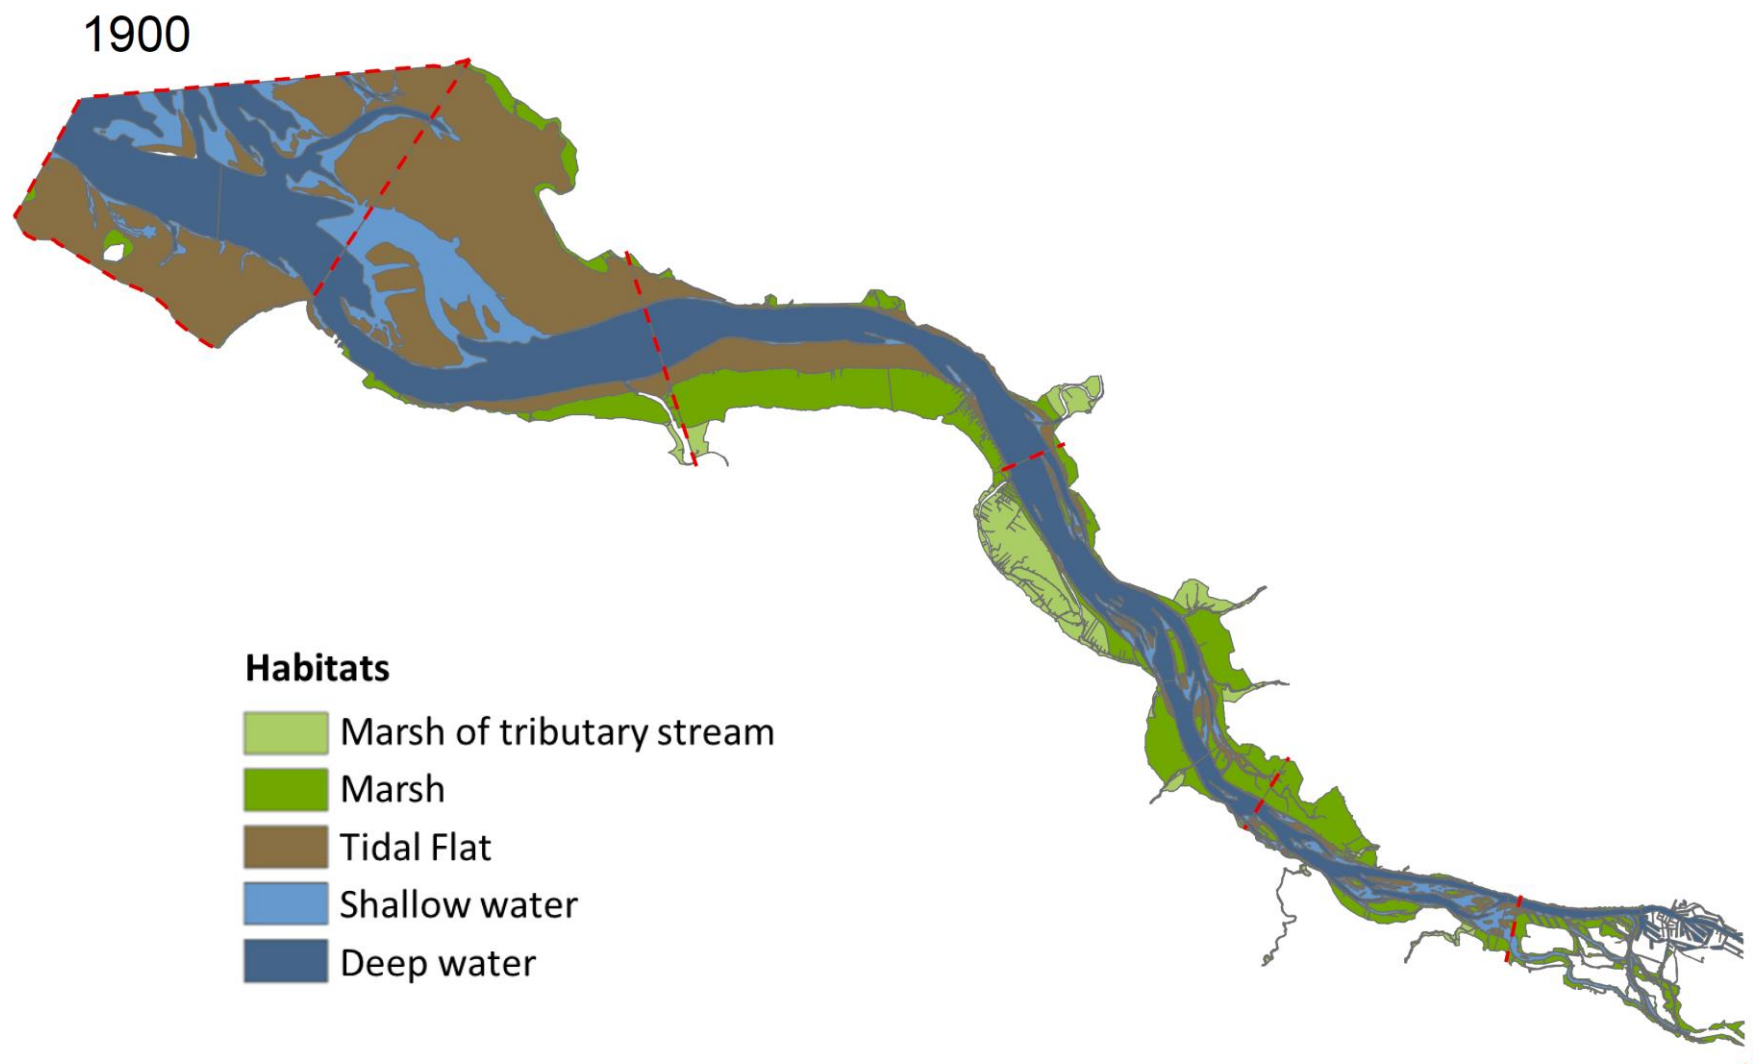 1900
Habitats
Marsh of tributary stream
Marsh
Tidal Flat
Shallow water
Deep water